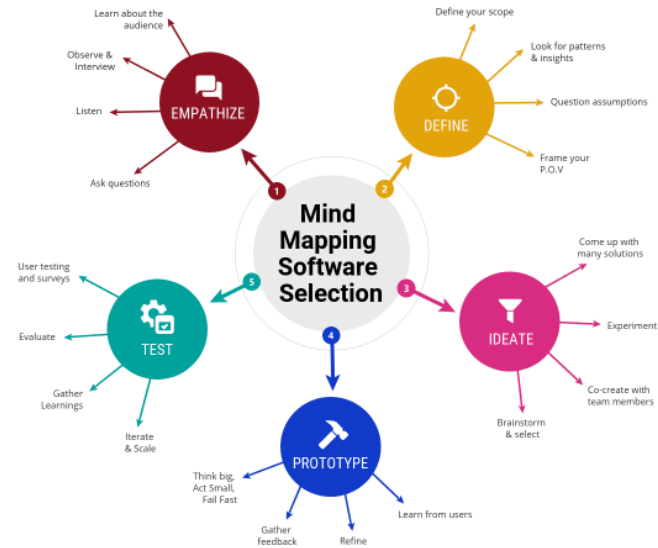 Mind
Mapping
Software
Selection
1
EMPATHIZE
Learn about the
audience
Observe &
Interview
Listen
Ask questions
2
DEFINE
Define your scope
Look for patterns
& insights
Question assumptions
Frame your
P.O.V
3
IDEATE
Come up with
many solutions
Experiment
Co-create with
team members
Brainstorm
& select
4
PROTOTYPE
Learn from users
Refine
Gather
feedback
Think big,
Act Small,
Fail Fast
5
TEST
User testing
and surveys
Evaluate
Gather
Learnings
Iterate
& Scale